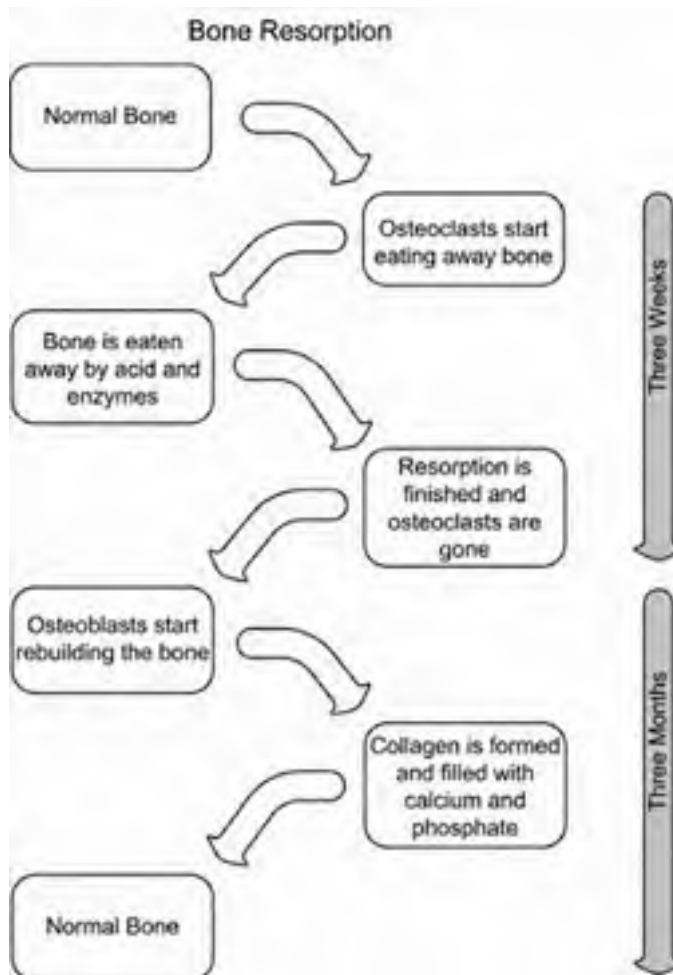 Bone Resorption
Normal Bone
Osteoclasts start
eating away bone
Bone is eaten
away by acid and
enzymes
Resorption is
finished and
osteoclasts are
gone
Three Weeks
Osteoblasts start
rebuilding the bone
Collagen is formed
and filled with
calcium and
phosphate
Normal Bone
Three Months